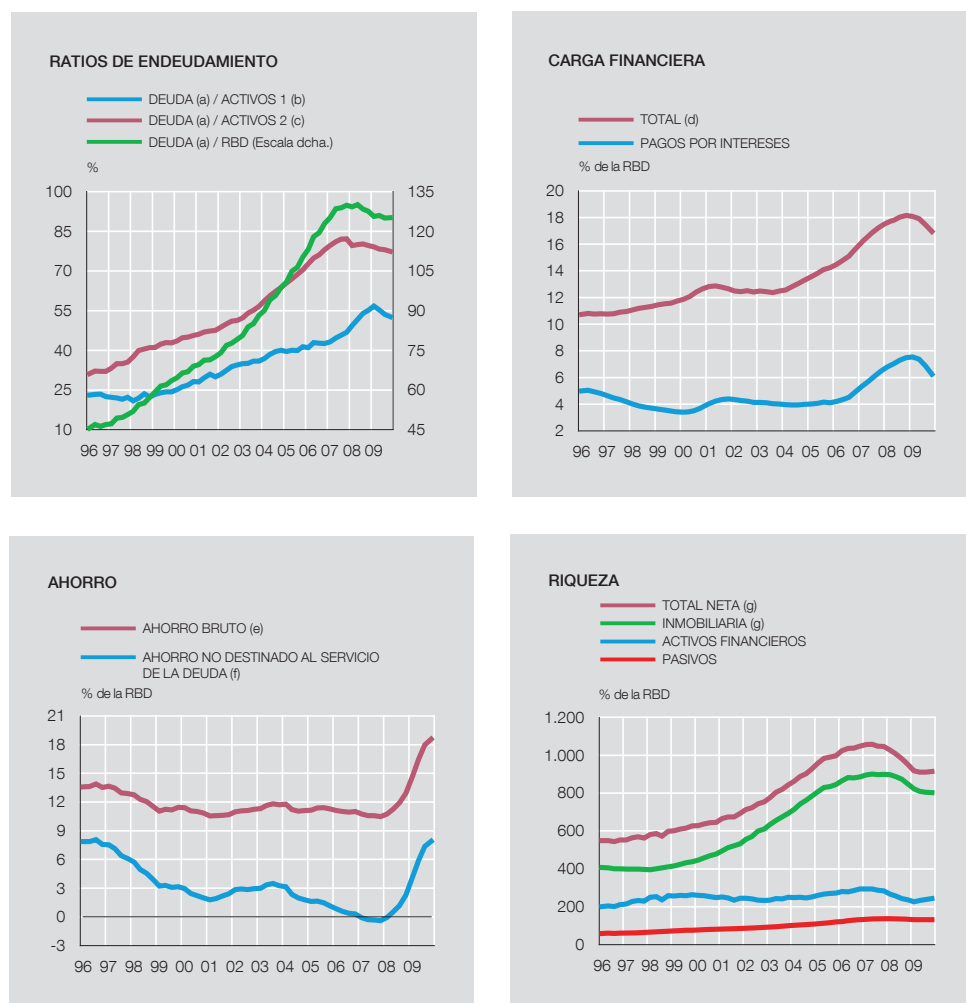 RATIOS DE ENDEUDAMIENTO
DEUDA (a) / ACTIVOS 1 (b)
DEUDA (a) / ACTIVOS 2 (c)
DEUDA (a) / RBD (Escala dcha.)
%
100 135
85 120
70 105
55 90
40 75
25 60
10 45
96 97 98 99 00 01 02 03 04 05 06 07 08 09
CARGA FINANCIERA
TOTAL (d)
PAGOS POR INTERESES
% de la RBD
20
18
16
14
12
10
8
6
4
2
96 97 98 99 00 01 02 03 04 05 06 07 08 09
AHORRO
AHORRO BRUTO (e)
AHORRO NO DESTINADO AL SERVICIO
DE LA DEUDA (f)
% de la RBD
21
18
15
12
9
6
3
0
-3
96 97 98 99 00 01 02 03 04 05 06 07 08 09
RIQUEZA
TOTAL NETA (g)
INMOBILIARIA (g)
ACTIVOS FINANCIEROS
PASIVOS
% de la RBD
1.200
1.000
800
600
400
200
0
96 97 98 99 00 01 02 03 04 05 06 07 08 09